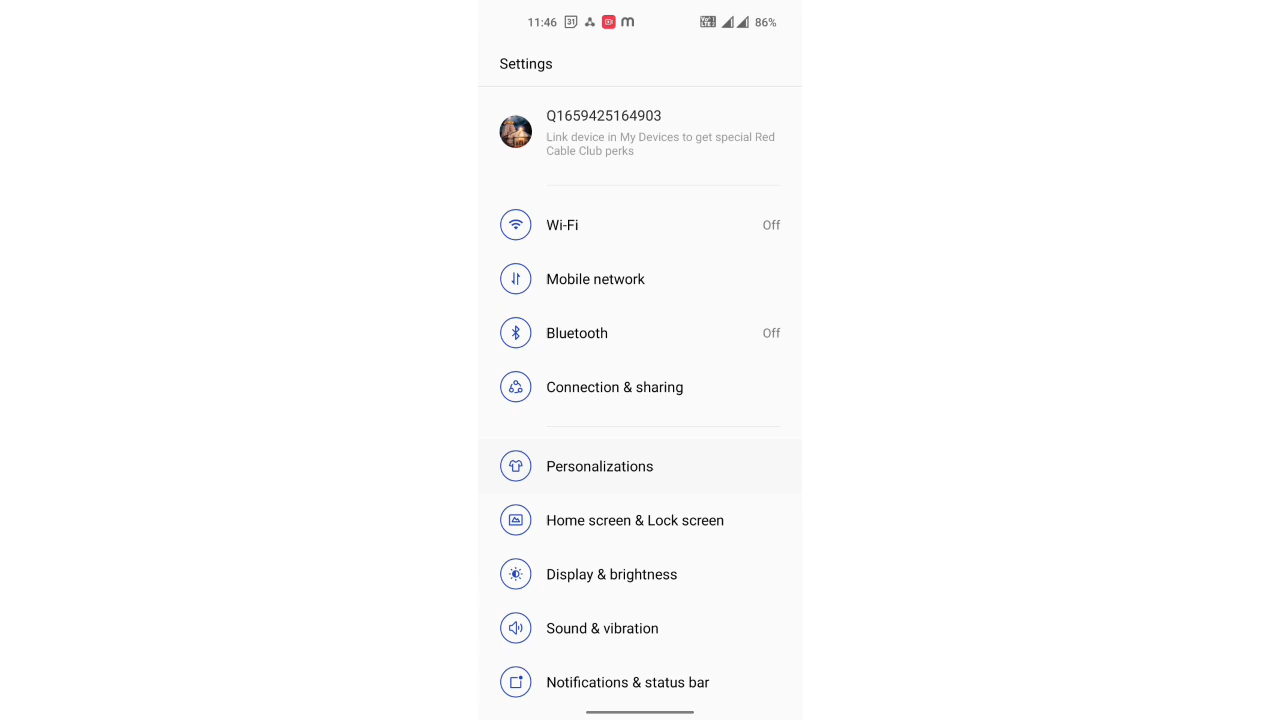 11:46 31 m 86%
Settings
Q1659425164903
Link device in My Devices to get special Red
Cable Club perks
Wi-Fi Off
Mobile network
Bluetooth Off
Connection & sharing
Personalizations
Home screen & Lock screen
Display & brightness
Sound & vibration
Notifications & status bar